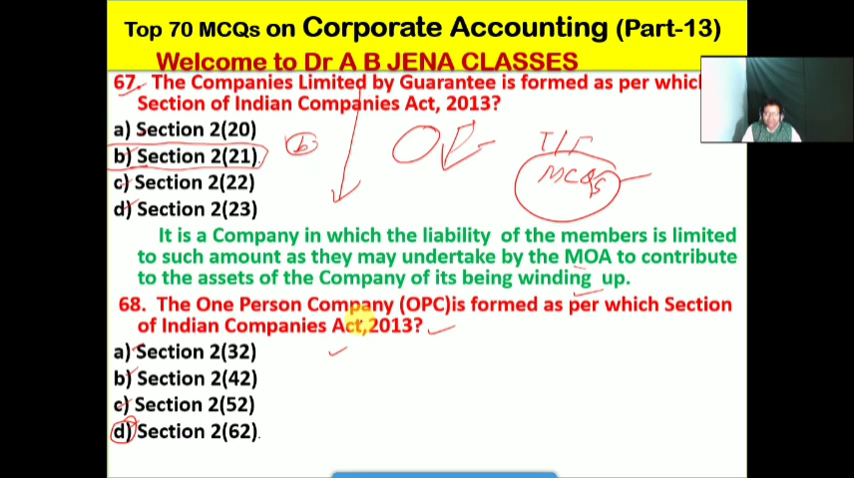 Top 70 MCQs on Corporate Accounting (Part-13)
Welcome to Dr A B JENA CLASSES
67. The Companies Limited by Guarantee is formed as per which
Section of Indian Companies Act, 2013?
a) Section 2(20)
b) Section 2(21).
c) Section 2(22)
d) Section 2(23)
b
T/F
MCQs
It is a Company in which the liability of the members is limited
to such amount as they may undertake by the MOA to contribute
to the assets of the Company of its being winding up.
68. The One Person Company (OPC)is formed as per which Section
of Indian Companies Act,2013?
a) Section 2(32)
b) Section 2(42)
c) Section 2(52)
d) Section 2(62).